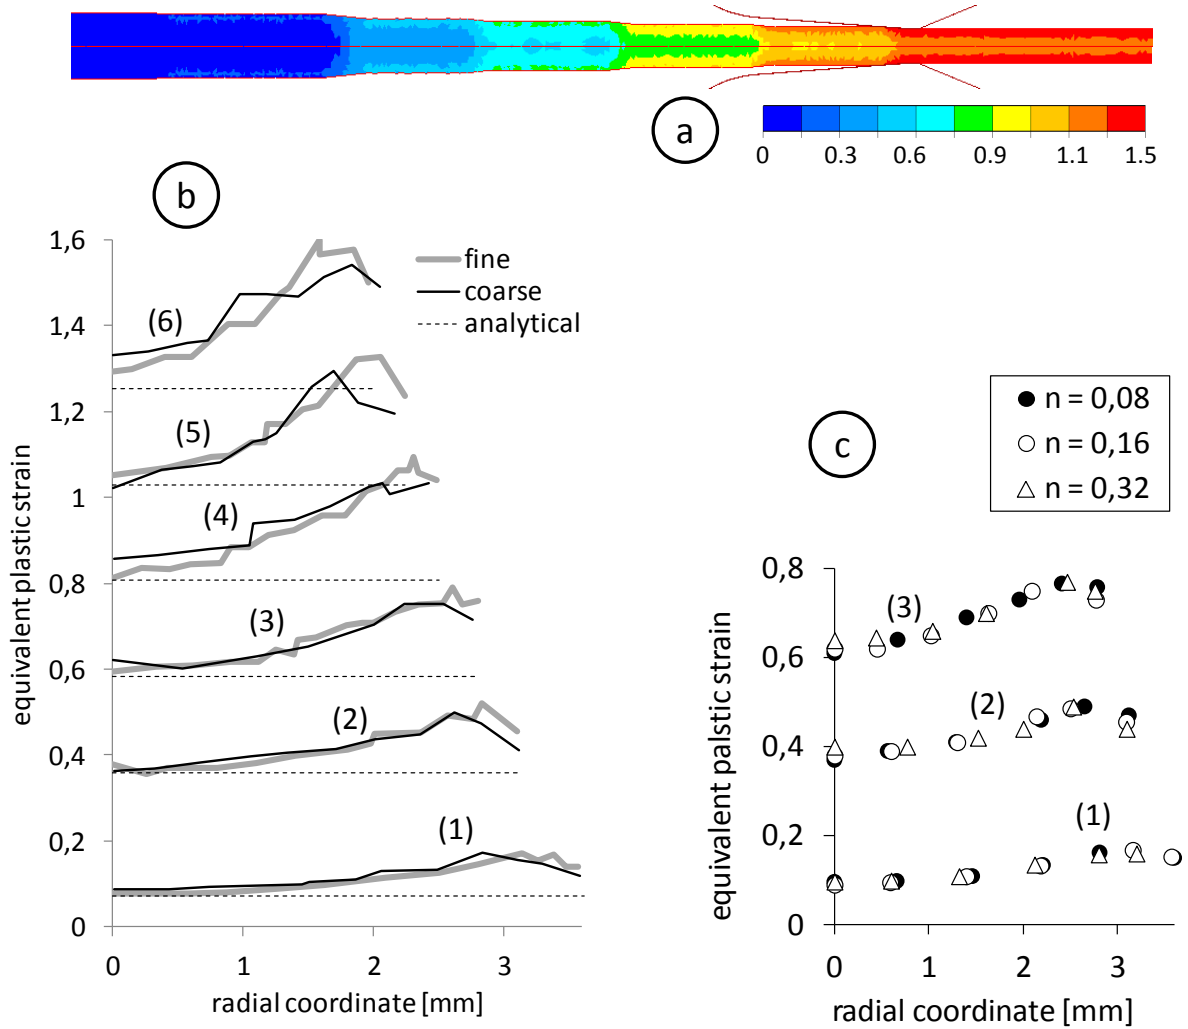 a
0 0.3 0.6 0.9 1.1 1.5
b
1,6
1,4
1,2
1
0,8
0,6
0,4
0,2
0
equivalent plastic strain
fine
coarse
analytical
(6)
(5)
(4)
(3)
(2)
(1)
0 1 2 3
radial coordinate [mm]
c
n = 0,08
n = 0,16
n = 0,32
0,8
0,6
0,4
0,2
0
equivalent palstic strain
(3)
(2)
(1)
0 1 2 3
radial coordinate [mm]